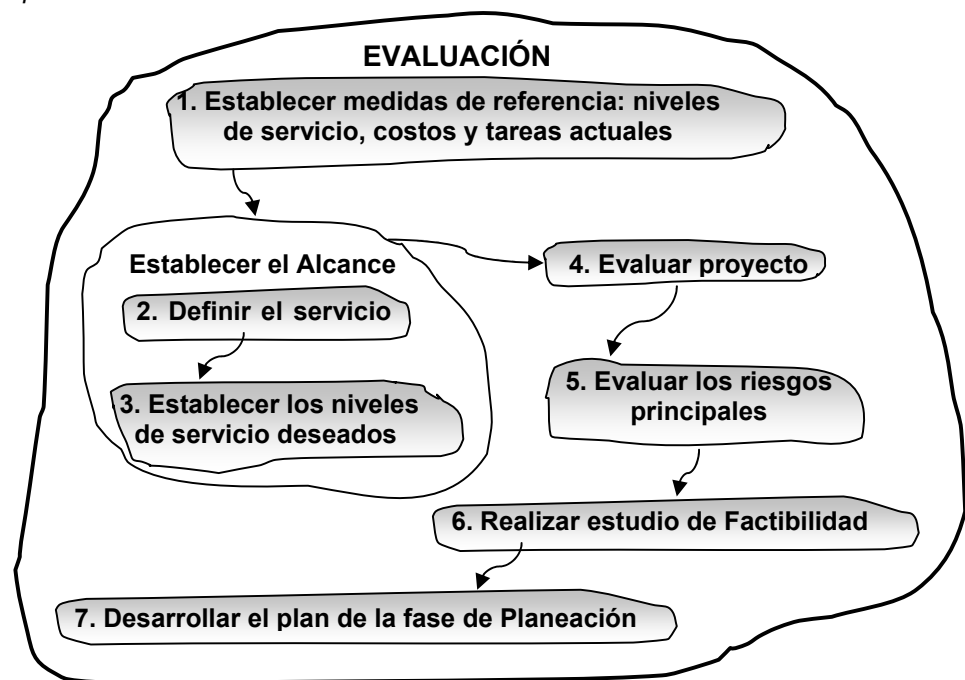 EVALUACIÓN
1. Establecer medidas de referencia: niveles
de servicio, costos y tareas actuales
Establecer el Alcance
2. Definir el servicio
3. Establecer los niveles
de servicio deseados
4. Evaluar proyecto
5. Evaluar los riesgos
principales
6. Realizar estudio de Factibilidad
7. Desarrollar el plan de la fase de Planeación